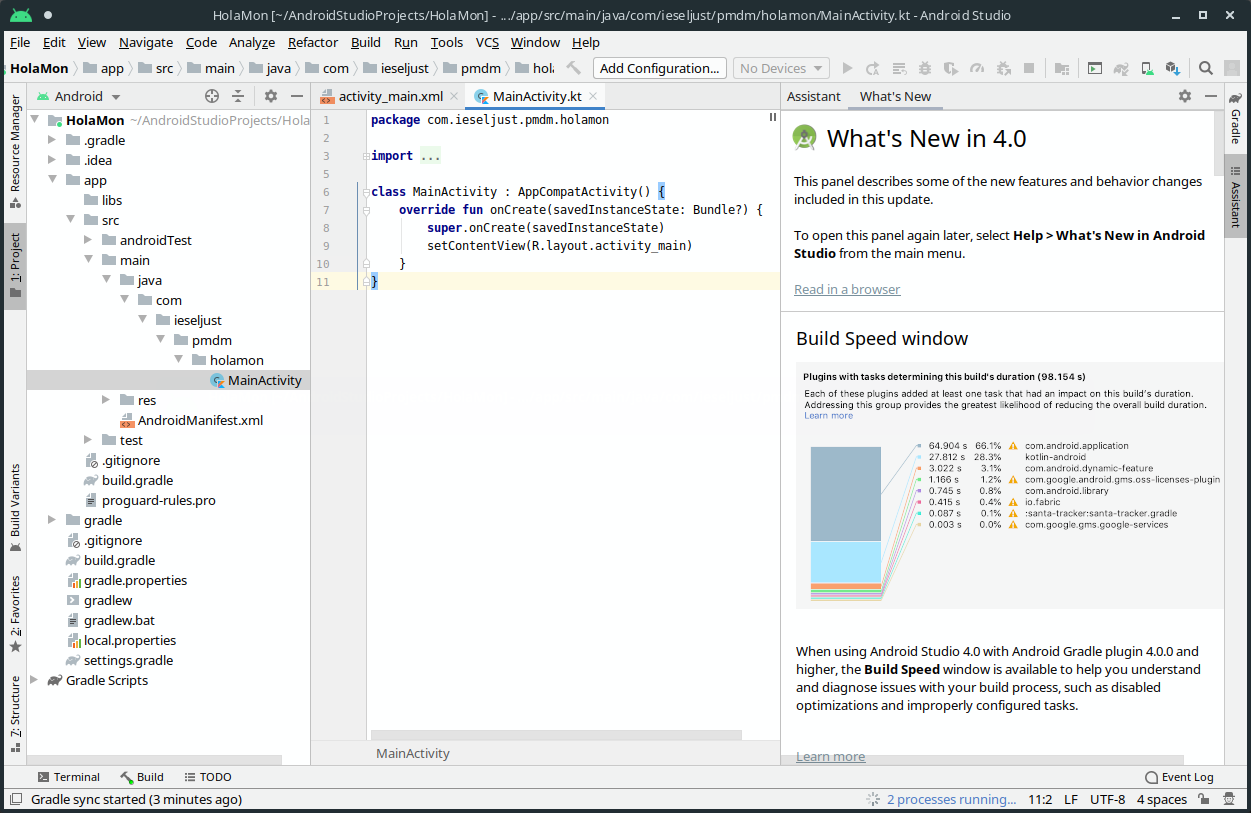 HolaMon [~/AndroidStudioProjects/HolaMon] - .../app/src/main/java/com/ieseljust/pmdm/holamon/MainActivity.kt - Android Studio
File Edit View Navigate Code Analyze Refactor Build Run Tools VCS Window Help
HolaMon app src main java com ieseljust pmdm hol Add Configuration... No Devices
Resource Manager
1: Project
Build Variants
2: Favorites
7: Structure
Android
HolaMon ~/AndroidStudioProjects/Hola
.gradle
.idea
app
libs
src
androidTest
main
java
com
ieseljust
pmdm
holamon
MainActivity
res
AndroidManifest.xml
test
.gitignore
build.gradle
proguard-rules.pro
gradle
.gitignore
build.gradle
gradle.properties
gradlew
gradlew.bat
local.properties
settings.gradle
Gradle Scripts
activity_main.xml MainActivity.kt
1 package com.ieseljust.pmdm.holamon
2
3 import ...
5
6 class MainActivity : AppCompatActivity() {
7 override fun onCreate(savedInstanceState: Bundle?) {
8 super.onCreate(savedInstanceState)
9 setContentView(R.layout.activity_main)
10 }
11 }
MainActivity
Assistant What's New
What's New in 4.0
This panel describes some of the new features and behavior changes
included in this update.
To open this panel again later, select Help > What's New in Android
Studio from the main menu.
Read in a browser
Build Speed window
Plugins with tasks determining this build's duration (98.154 s)
Each of these plugins added at least one task that had an impact on this build's duration.
Addressing this group provides the greatest likelihood of reducing the overall build duration.
Learn more
64.904 s 66.1% com.android.application
27.812 s 28.3% kotlin-android
3.022 s 3.1% com.android.dynamic-feature
1.166 s 1.2% com.google.android.gms.oss-licenses-plugin
0.745 s 0.8% com.android.library
0.415 s 0.4% io.fabric
0.087 s 0.1% :santa-tracker:santa-tracker.gradle
0.003 s 0.0% com.google.gms.google-services
When using Android Studio 4.0 with Android Gradle plugin 4.0.0 and
higher, the Build Speed window is available to help you understand
and diagnose issues with your build process, such as disabled
optimizations and improperly configured tasks.
Learn more
Gradle
Assistant
Terminal Build TODO Event Log
Gradle sync started (3 minutes ago) 2 processes running... 11:2 LF UTF-8 4 spaces